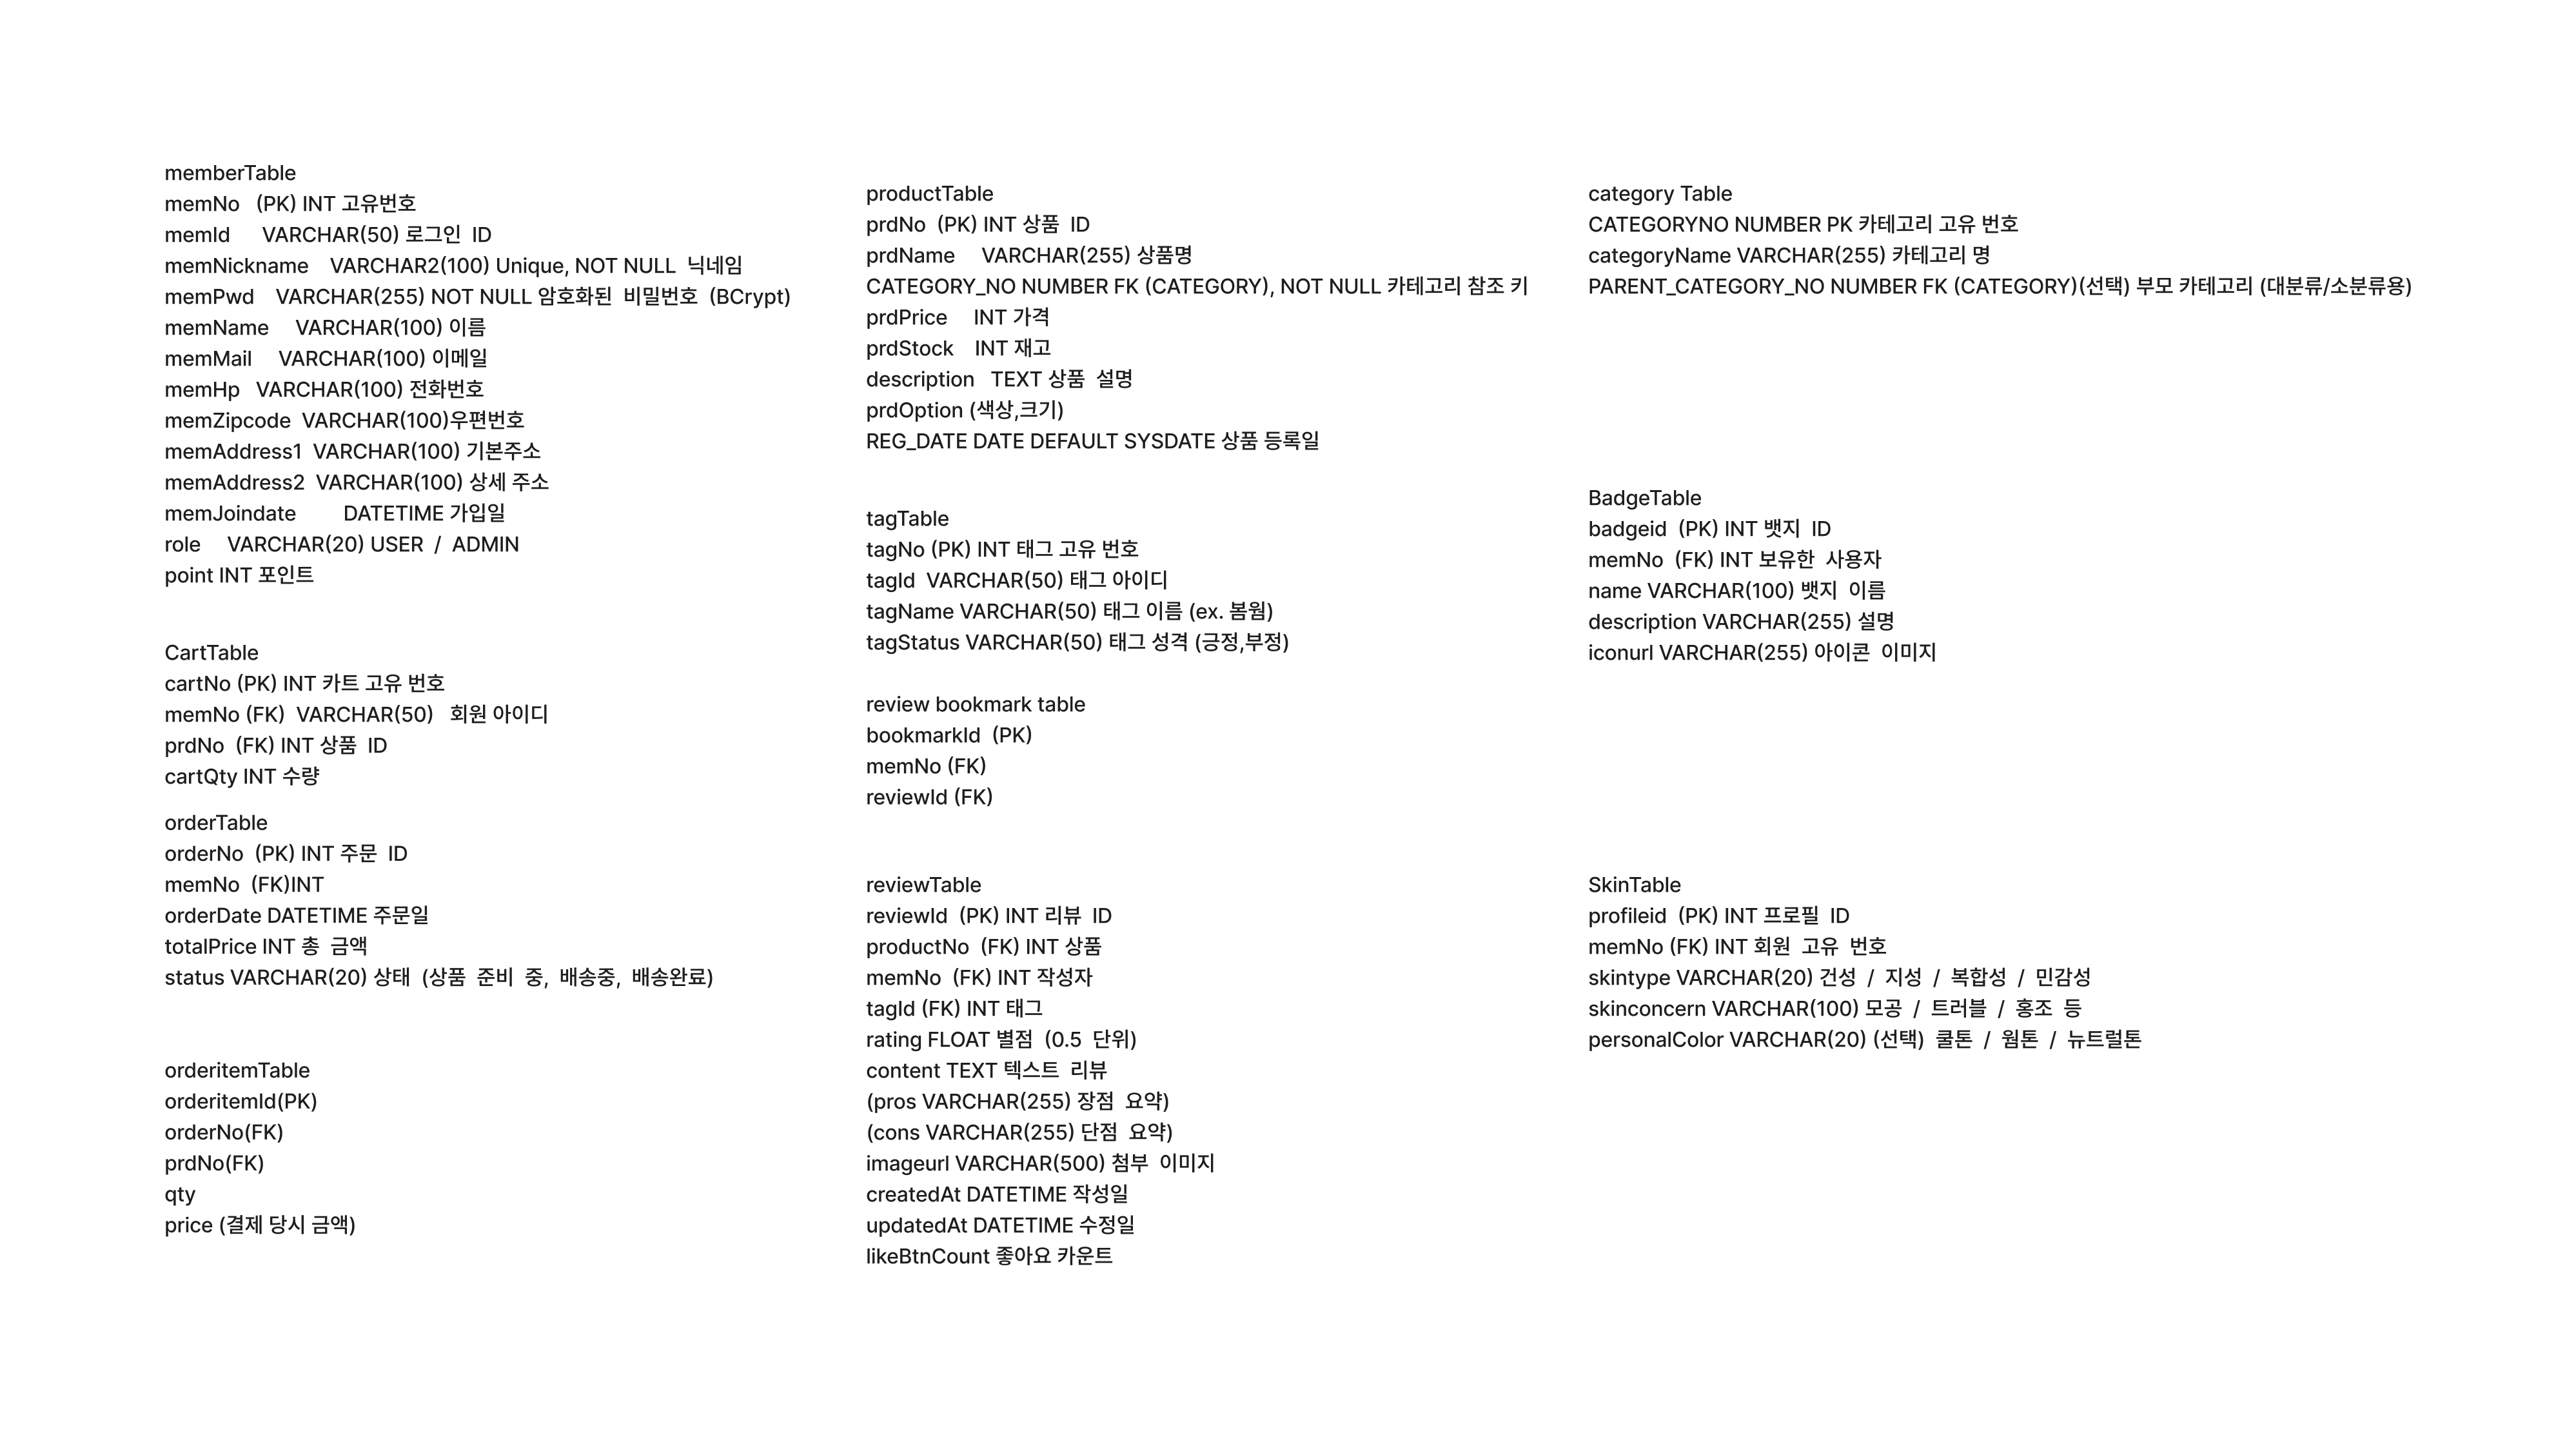 memberTable
memNo (PK) INT 고유번호
memId VARCHAR(50) 로그인 ID
memNickname VARCHAR2(100) Unique, NOT NULL 닉네임
memPwd VARCHAR(255) NOT NULL 암호화된 비밀번호 (BCrypt)
memName VARCHAR(100) 이름
memMail VARCHAR(100) 이메일
memHp VARCHAR(100) 전화번호
memZipcode VARCHAR(100)우편번호
memAddress1 VARCHAR(100) 기본주소
memAddress2 VARCHAR(100) 상세 주소
memJoindate DATETIME 가입일
role VARCHAR(20) USER / ADMIN
point INT 포인트
CartTable
cartNo (PK) INT 카트 고유 번호
memNo (FK) VARCHAR(50) 회원 아이디
prdNo (FK) INT 상품 ID
cartQty INT 수량
orderTable
orderNo (PK) INT 주문 ID
memNo (FK)INT
orderDate DATETIME 주문일
totalPrice INT 총 금액
status VARCHAR(20) 상태 (상품 준비 중, 배송중, 배송완료)
orderitemTable
orderitemId(PK)
orderNo(FK)
prdNo(FK)
qty
price (결제 당시 금액)
productTable
prdNo (PK) INT 상품 ID
prdName VARCHAR(255) 상품명
CATEGORY_NO NUMBER FK (CATEGORY), NOT NULL 카테고리 참조 키
prdPrice INT 가격
prdStock INT 재고
description TEXT 상품 설명
prdOption (색상,크기)
REG_DATE DATE DEFAULT SYSDATE 상품 등록일
tagTable
tagNo (PK) INT 태그 고유 번호
tagId VARCHAR(50) 태그 아이디
tagName VARCHAR(50) 태그 이름 (ex. 봄웜)
tagStatus VARCHAR(50) 태그 성격 (긍정,부정)
review bookmark table
bookmarkId (PK)
memNo (FK)
reviewId (FK)
reviewTable
reviewId (PK) INT 리뷰 ID
productNo (FK) INT 상품
memNo (FK) INT 작성자
tagId (FK) INT 태그
rating FLOAT 별점 (0.5 단위)
content TEXT 텍스트 리뷰
(pros VARCHAR(255) 장점 요약)
(cons VARCHAR(255) 단점 요약)
imageurl VARCHAR(500) 첨부 이미지
createdAt DATETIME 작성일
updatedAt DATETIME 수정일
likeBtnCount 좋아요 카운트
category Table
CATEGORYNO NUMBER PK 카테고리 고유 번호
categoryName VARCHAR(255) 카테고리 명
PARENT_CATEGORY_NO NUMBER FK (CATEGORY)(선택) 부모 카테고리 (대분류/소분류용)
BadgeTable
badgeid (PK) INT 뱃지 ID
memNo (FK) INT 보유한 사용자
name VARCHAR(100) 뱃지 이름
description VARCHAR(255) 설명
iconurl VARCHAR(255) 아이콘 이미지
SkinTable
profileid (PK) INT 프로필 ID
memNo (FK) INT 회원 고유 번호
skintype VARCHAR(20) 건성 / 지성 / 복합성 / 민감성
skinconcern VARCHAR(100) 모공 / 트러블 / 홍조 등
personalColor VARCHAR(20) (선택) 쿨톤 / 웜톤 / 뉴트럴톤